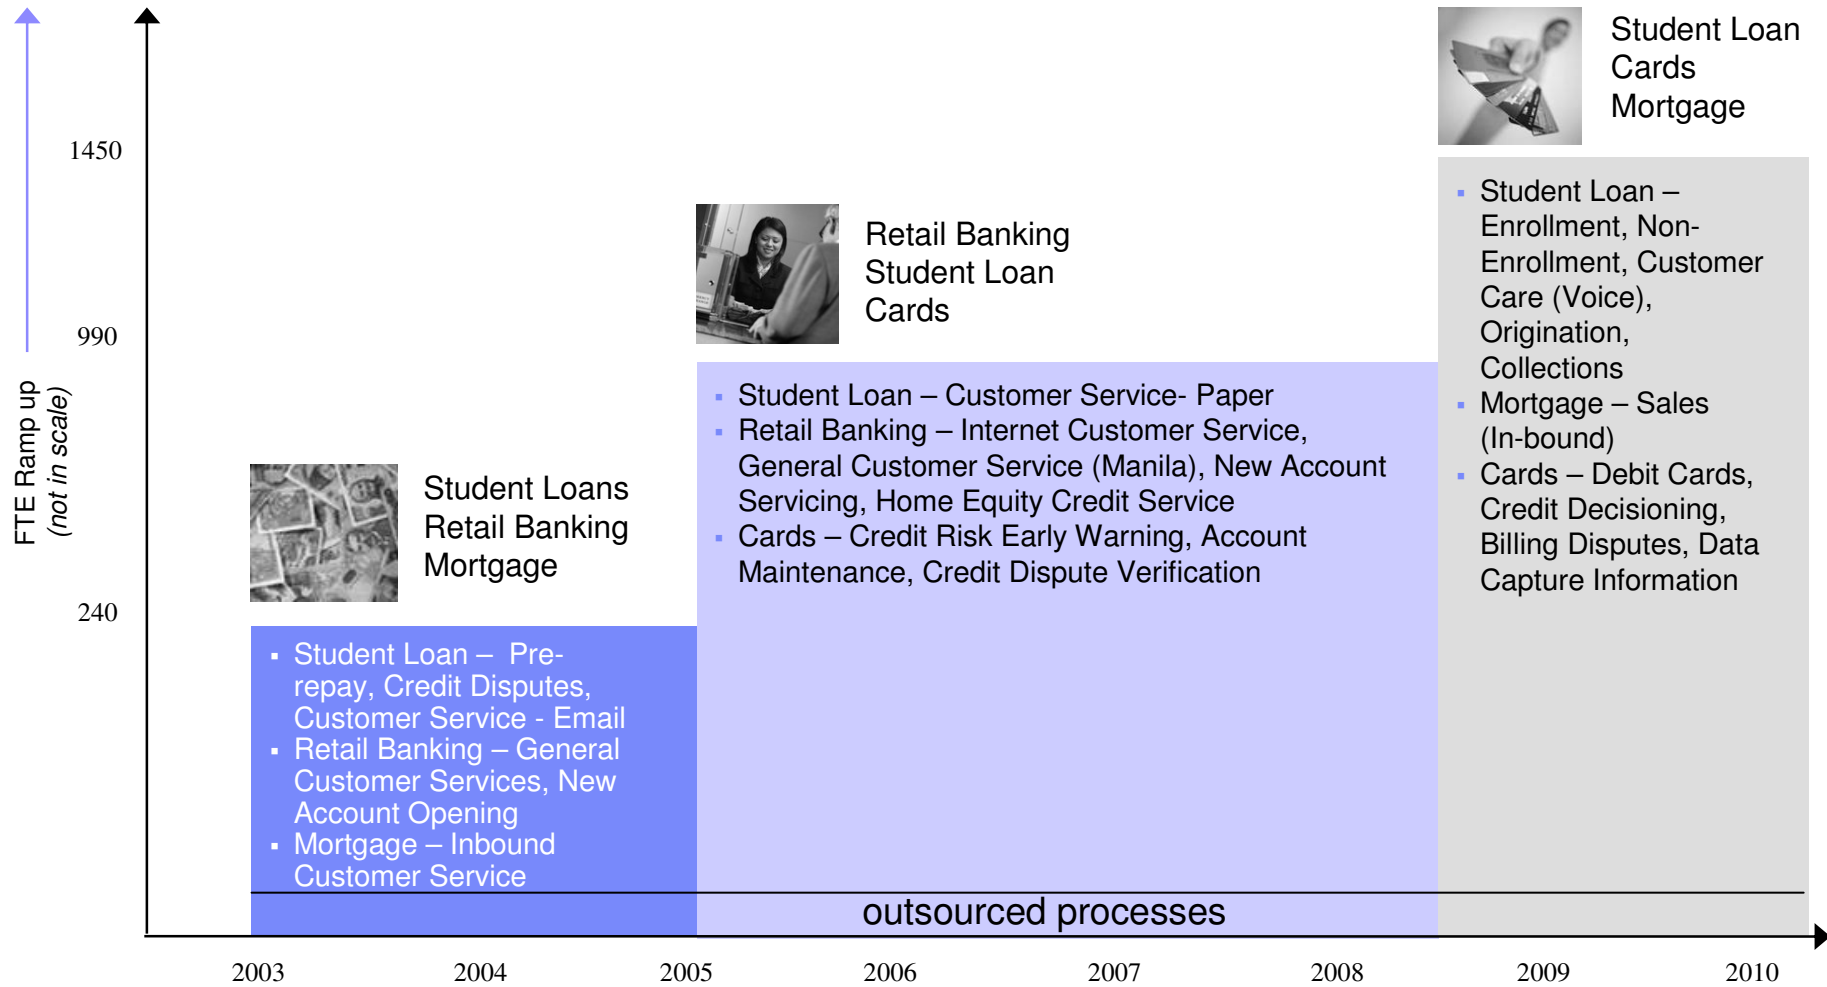 Student Loan
Cards
Mortgage
1450
Student Loan –
Enrollment, Non-
Enrollment, Customer
Care (Voice),
Origination,
Collections
Mortgage – Sales
(In-bound)
Cards – Debit Cards,
Credit Decisioning,
Billing Disputes, Data
Capture Information
Retail Banking
Student Loan
Cards
990
Student Loan – Customer Service- Paper
Retail Banking – Internet Customer Service,
General Customer Service (Manila), New Account
Servicing, Home Equity Credit Service
Cards – Credit Risk Early Warning, Account
Maintenance, Credit Dispute Verification
FTE Ramp up
(not in scale)
Student Loans
Retail Banking
Mortgage
240
Student Loan – Pre-
repay, Credit Disputes,
Customer Service - Email
Retail Banking – General
Customer Services, New
Account Opening
Mortgage – Inbound
Customer Service
outsourced processes
2003 2004 2005 2006 2007 2008 2009 2010